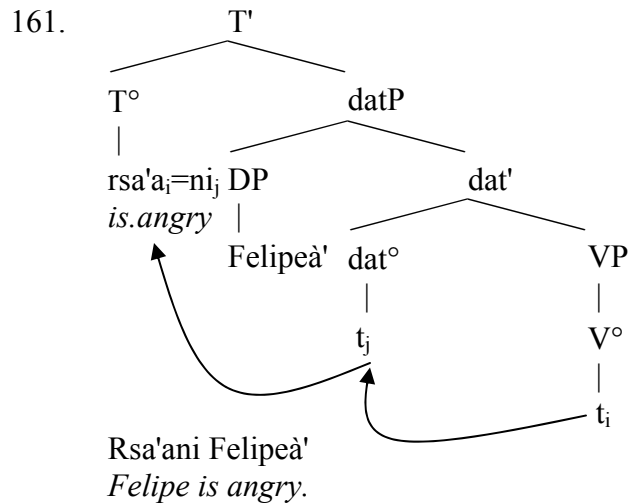 161. T'
T° datP
rsa'aᵢ=niⱼ DP dat'
is.angry
Felipeà' dat° VP
tⱼ V°
tᵢ
Rsa'ani Felipeà'
Felipe is angry.